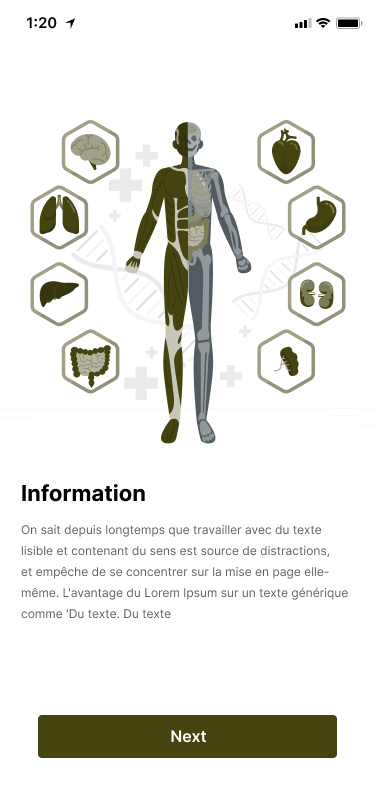 1:20
Information
On sait depuis longtemps que travailler avec du texte
lisible et contenant du sens est source de distractions,
et empêche de se concentrer sur la mise en page elle-
même. L'avantage du Lorem Ipsum sur un texte générique
comme 'Du texte. Du texte
Next